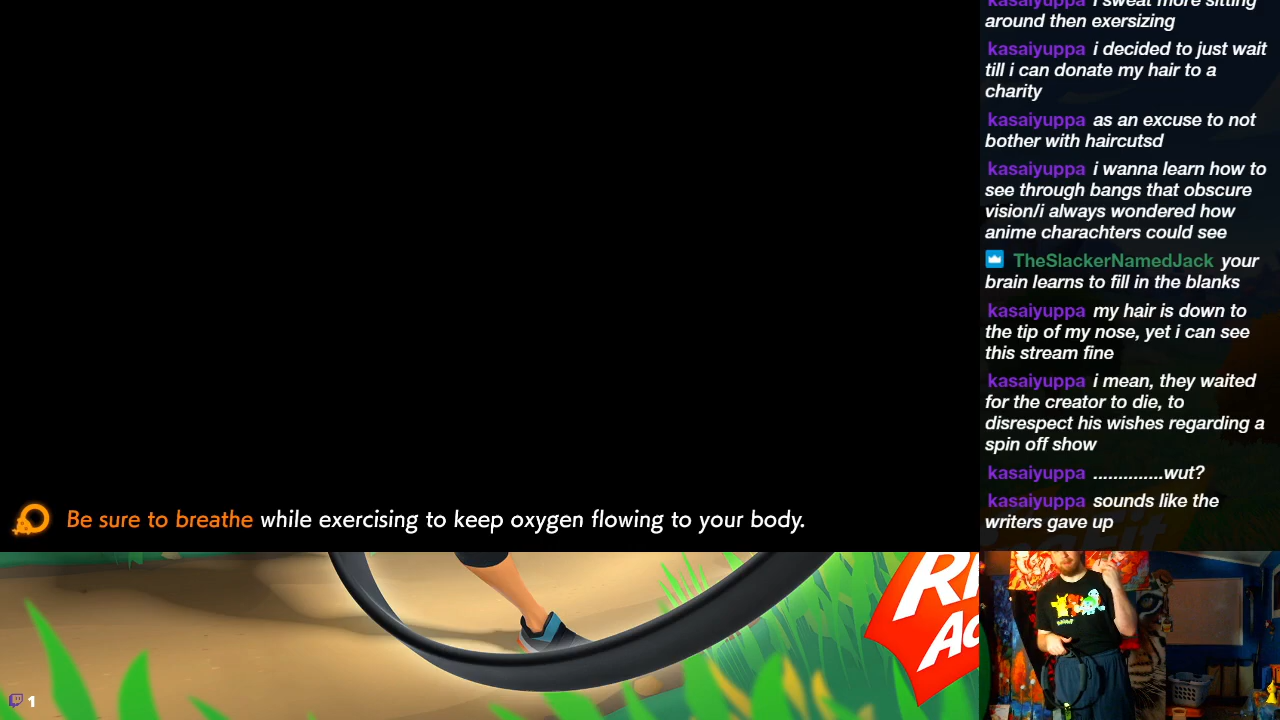 kasaiyuppa i sweat more sitting
around then exersizing
kasaiyuppa i decided to just wait
till i can donate my hair to a
charity
kasaiyuppa as an excuse to not
bother with haircutsd
kasaiyuppa i wanna learn how to
see through bangs that obscure
vision/i always wondered how
anime charachters could see
TheSlackerNamedJack your
brain learns to fill in the blanks
kasaiyuppa my hair is down to
the tip of my nose, yet i can see
this stream fine
kasaiyuppa i mean, they waited
for the creator to die, to
disrespect his wishes regarding a
spin off show
kasaiyuppa ..............wut?
kasaiyuppa sounds like the
writers gave up
Be sure to breathe while exercising to keep oxygen flowing to your body.
1